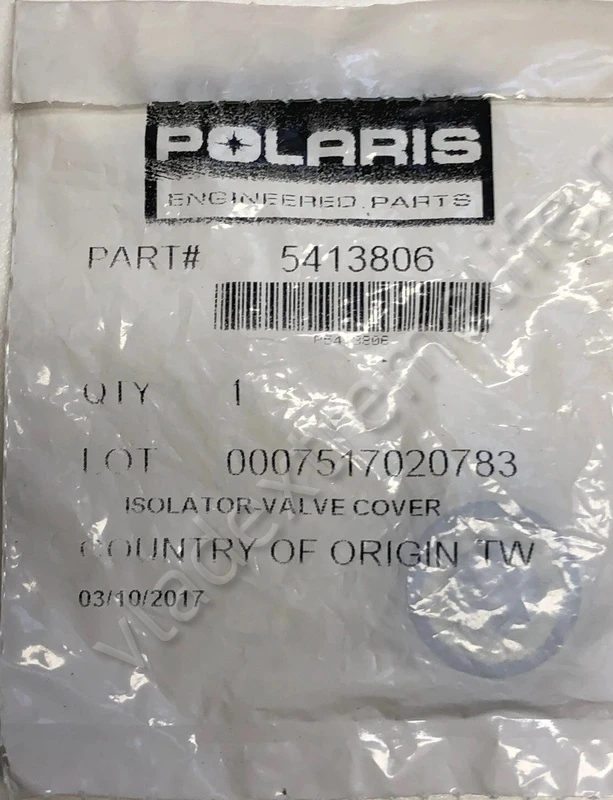 POLARIS
ENGINEERED PARTS
PART# 5413806
QTY 1
LOT 0007517020783
ISOLATOR-VALVE COVER
COUNTRY OF ORIGIN TW
03/10/2017